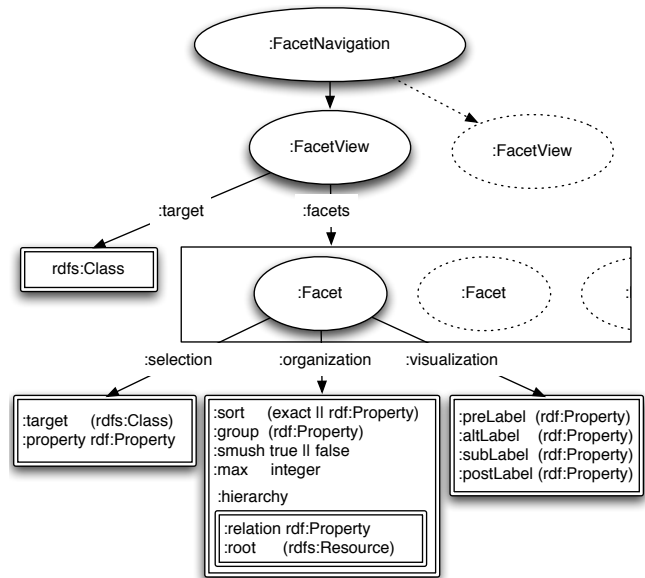 :FacetNavigation
:FacetView
:FacetView
:target
:facets
rdfs:Class
:Facet
:Facet
:selection
:organization
:visualization
:target (rdfs:Class)
:property rdf:Property
:sort (exact || rdf:Property)
:group (rdf:Property)
:smush true || false
:max integer
:hierarchy
:relation rdf:Property
:root (rdfs:Resource)
:preLabel (rdf:Property)
:altLabel (rdf:Property)
:subLabel (rdf:Property)
:postLabel (rdf:Property)